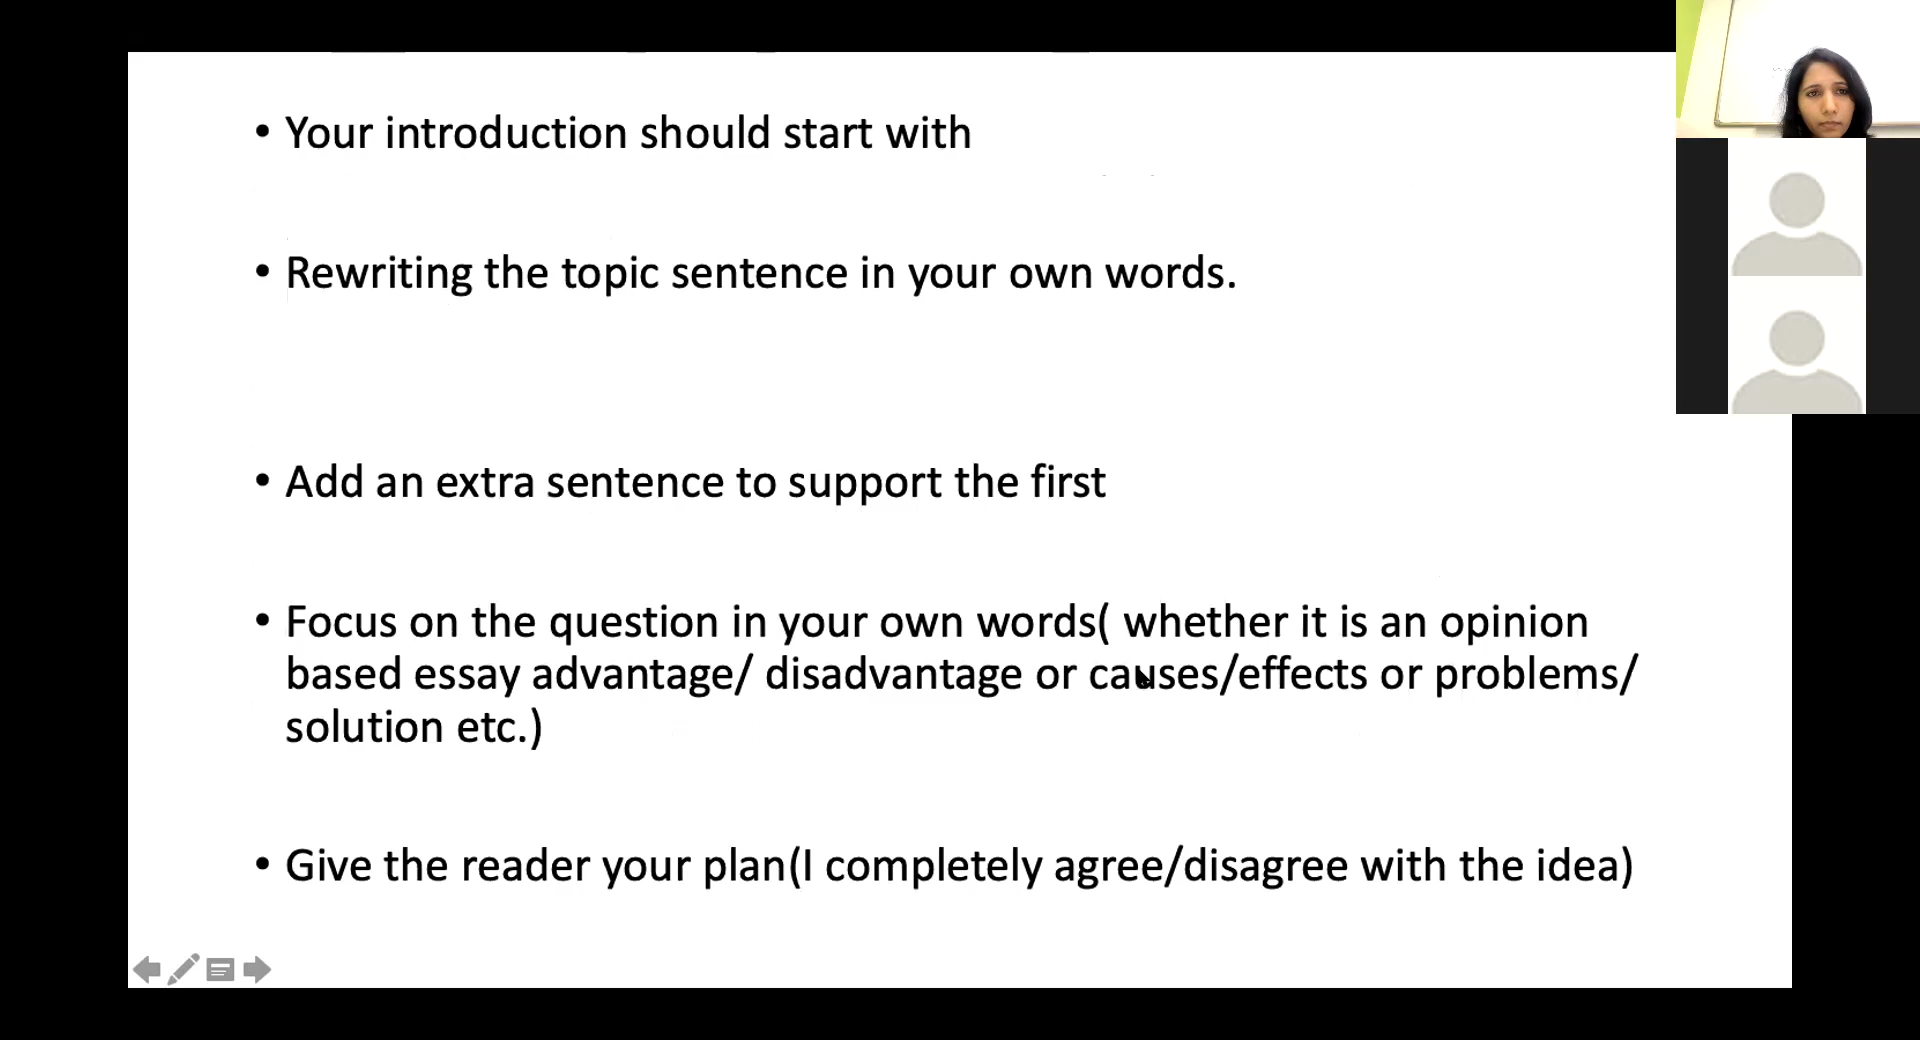 • Your introduction should start with
• Rewriting the topic sentence in your own words.
• Add an extra sentence to support the first
• Focus on the question in your own words( whether it is an opinion
based essay advantage/ disadvantage or causes/effects or problems/
solution etc.)
• Give the reader your plan(I completely agree/disagree with the idea)